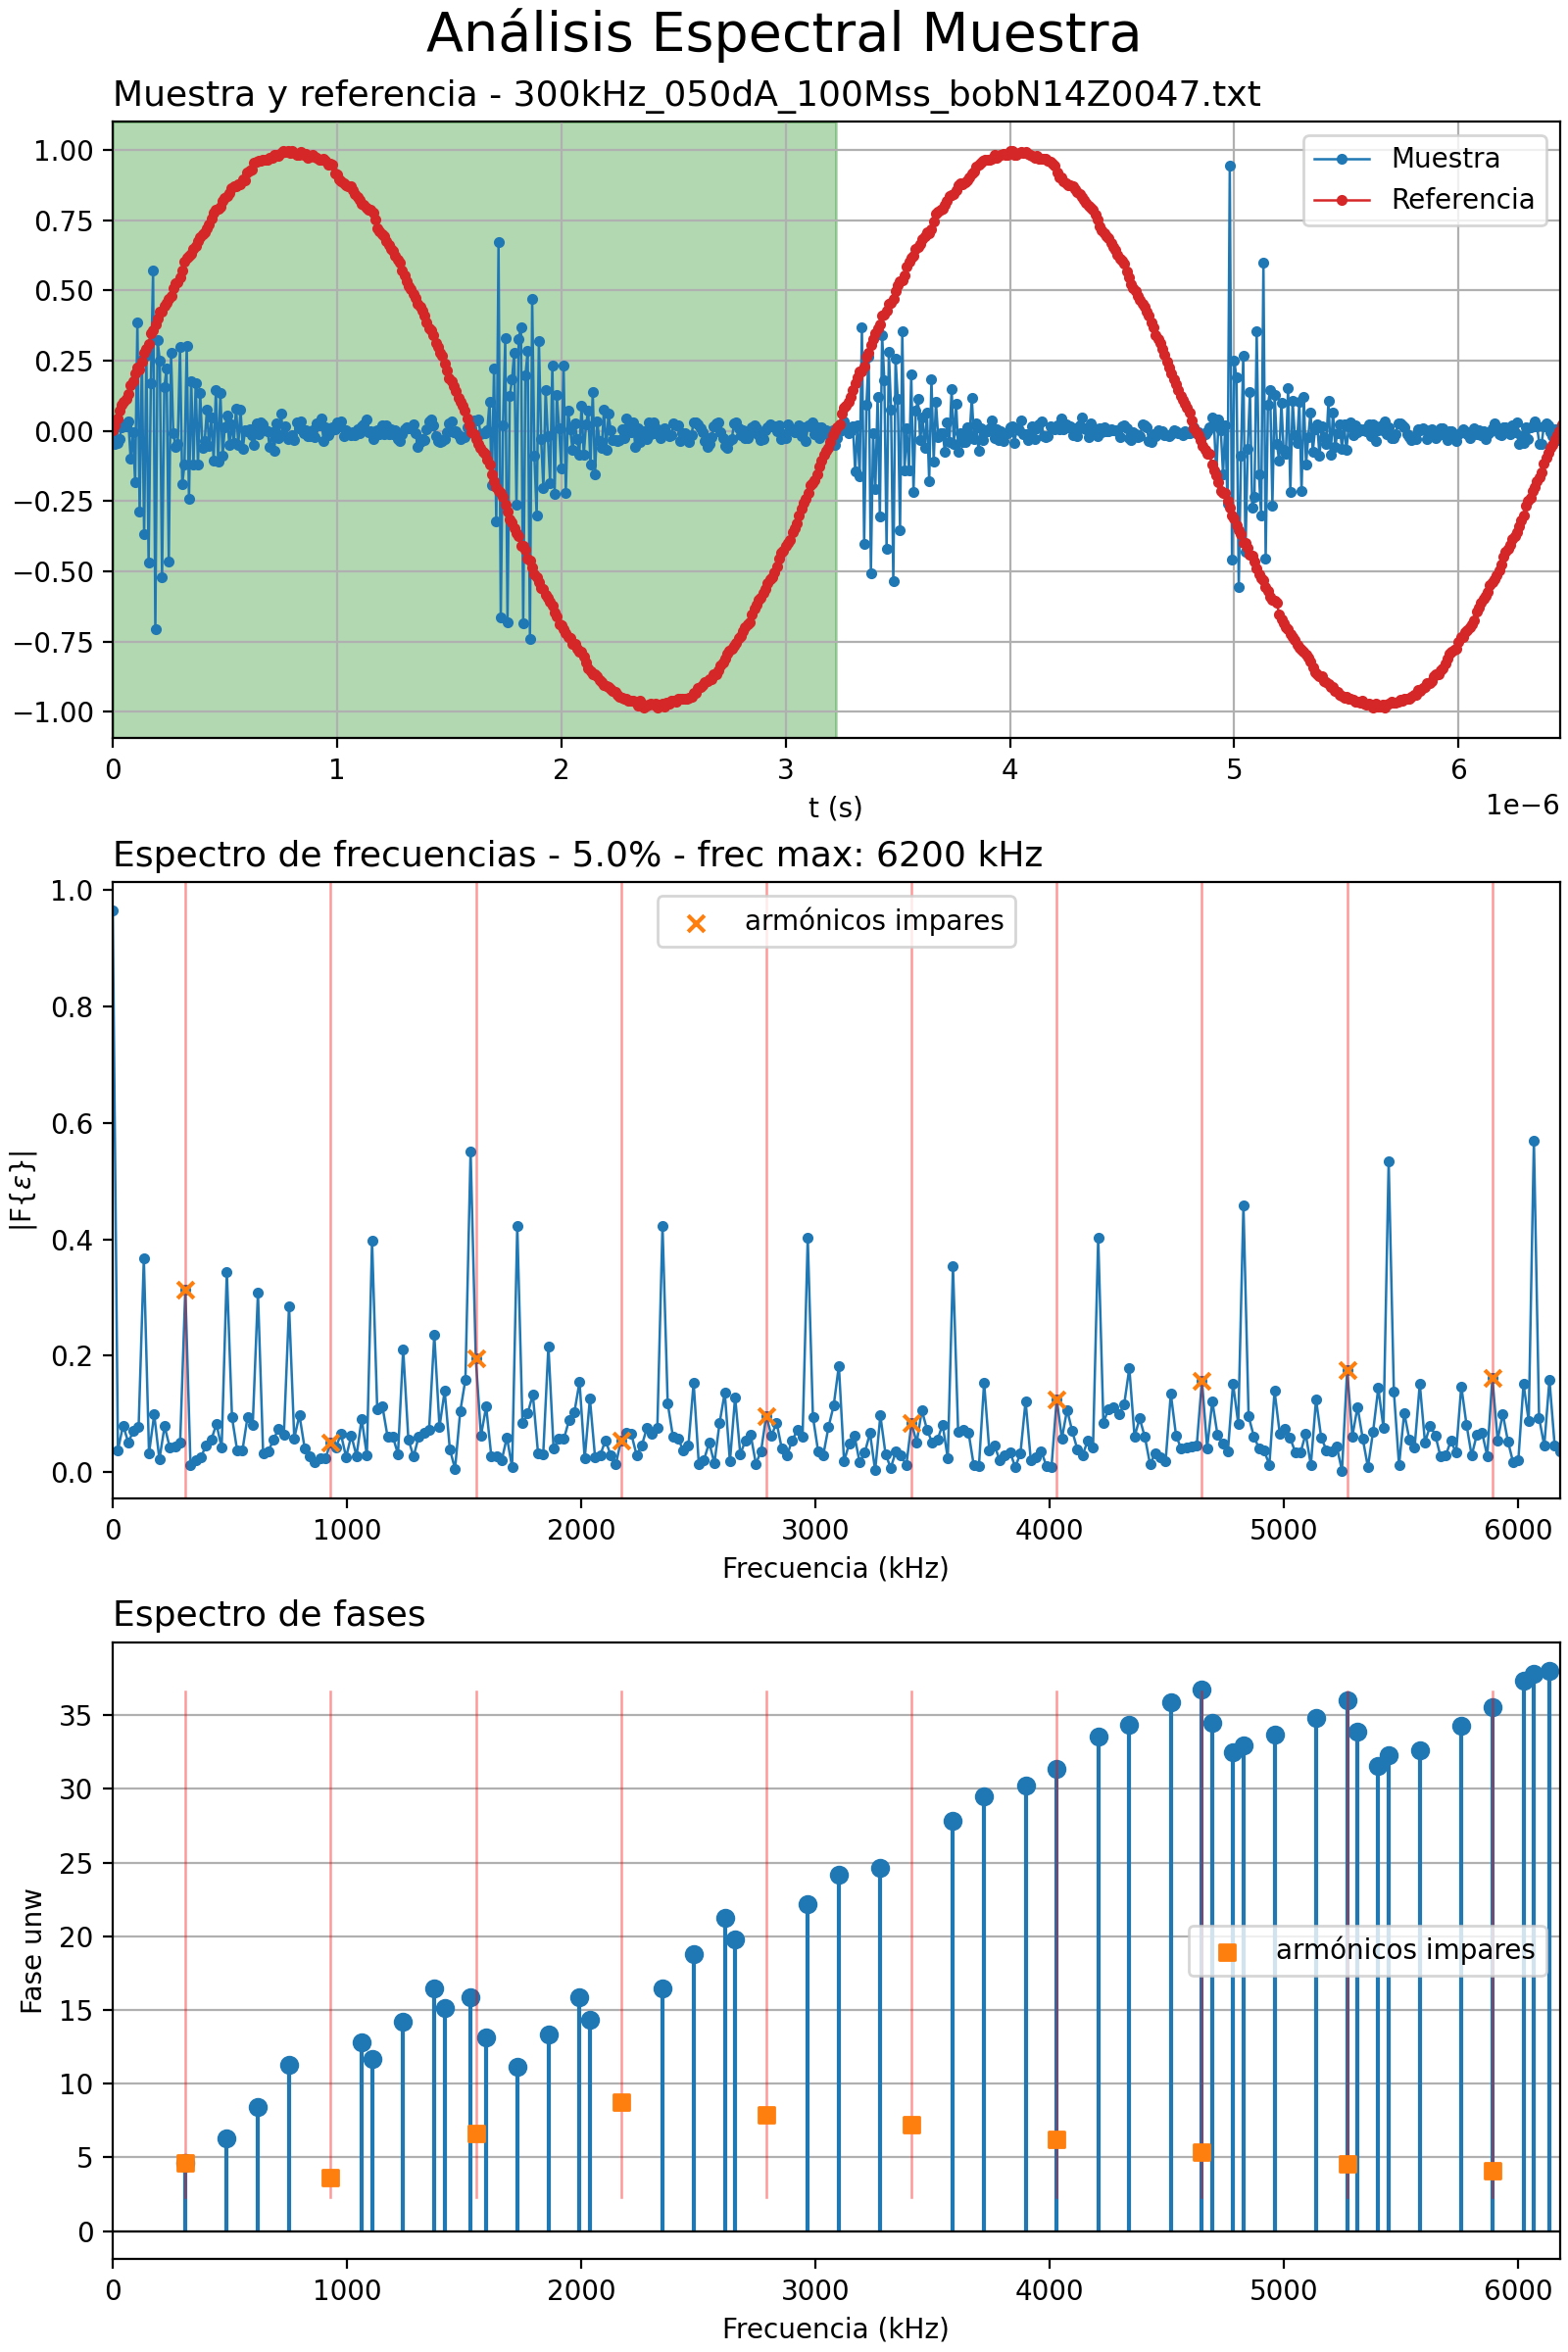 Análisis Espectral Muestra
Muestra y referencia - 300kHz_050dA_100Mss_bobN14Z0047.txt
1.00
0.75
0.50
0.25
0.00
−0.25
−0.50
−0.75
−1.00
Muestra
Referencia
0 1 2 3 4 5 6
1e−6
t (s)
Espectro de frecuencias - 5.0% - frec max: 6200 kHz
armónicos impares
1.0
0.8
0.6
0.4
0.2
0.0
|F{ε}|
0 1000 2000 3000 4000 5000 6000
Frecuencia (kHz)
Espectro de fases
35
30
25
20
15
10
5
0
Fase unw
armónicos impares
0 1000 2000 3000 4000 5000 6000
Frecuencia (kHz)